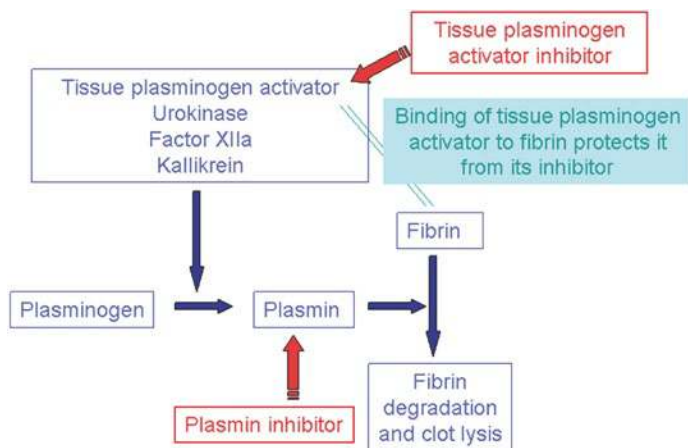 Tissue plasminogen
activator inhibitor
Tissue plasminogen activator
Urokinase
Factor XIIa
Kallikrein
Binding of tissue plasminogen
activator to fibrin protects it
from its inhibitor
Fibrin
Plasminogen
Plasmin
Fibrin
degradation
and clot lysis
Plasmin inhibitor